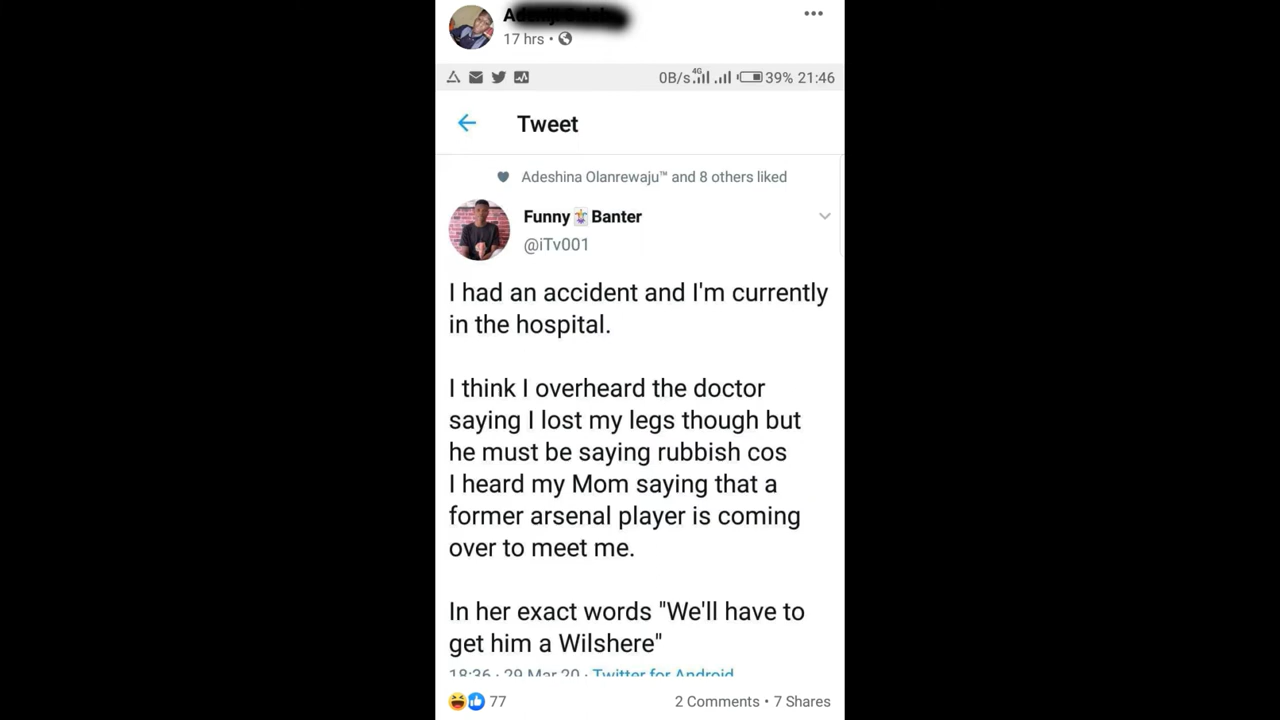 17 hrs
0B/s 4G 39% 21:46
Tweet
Adeshina Olanrewaju™ and 8 others liked
Funny🃏Banter
@iTv001
I had an accident and I'm currently
in the hospital.
I think I overheard the doctor
saying I lost my legs though but
he must be saying rubbish cos
I heard my Mom saying that a
former arsenal player is coming
over to meet me.
In her exact words "We'll have to
get him a Wilshere"
18:36 · 29 Mar 20 · Twitter for Android
77
2 Comments • 7 Shares